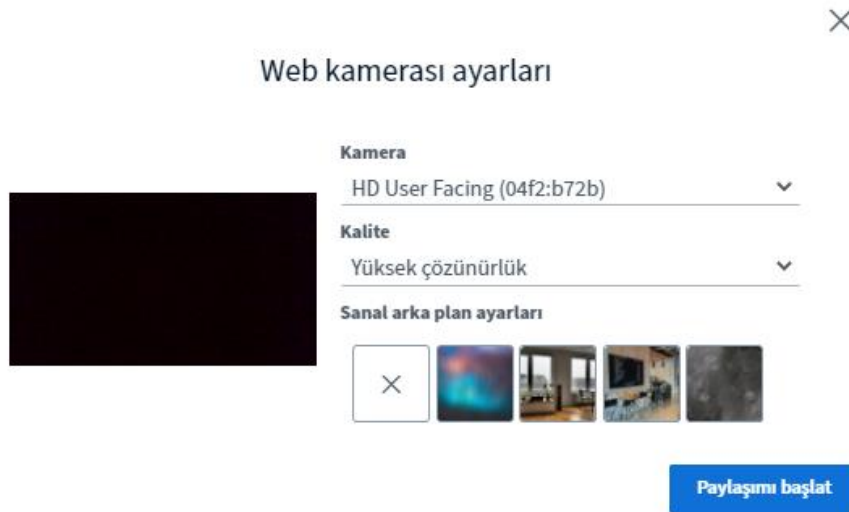 Web kamerası ayarları
Kamera
HD User Facing (04f2:b72b)
Kalite
Yüksek çözünürlük
Sanal arka plan ayarları
Paylaşımı başlat